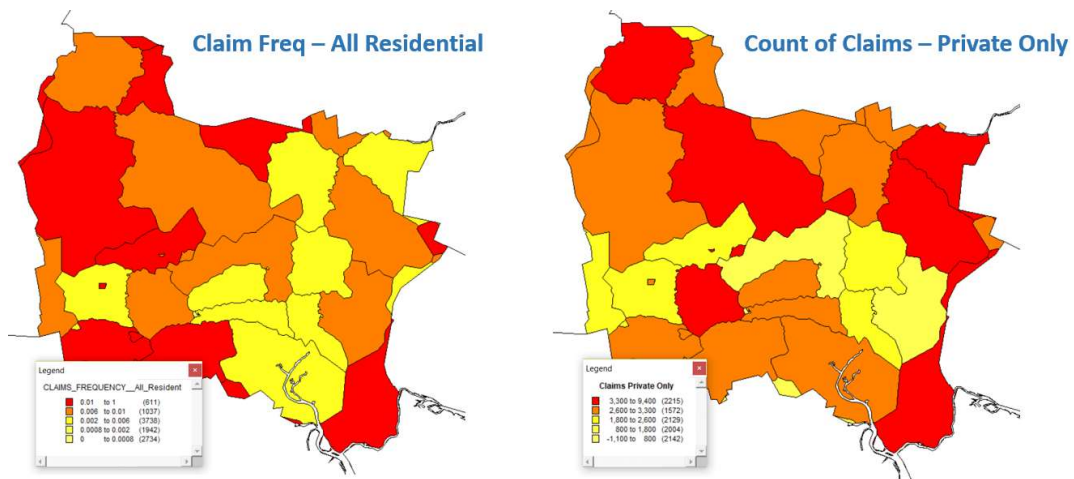 Claim Freq – All Residential
Legend
CLAIMS_FREQUENCY__All_Resident
0.01 to 1 (611)
0.006 to 0.01 (1037)
0.002 to 0.006 (3738)
0.0008 to 0.002 (1942)
0 to 0.0008 (2734)
Count of Claims – Private Only
Legend
Claims Private Only
3,300 to 9,400 (2215)
2,600 to 3,300 (1572)
1,800 to 2,600 (2129)
800 to 1,800 (2004)
-1,100 to 800 (2142)